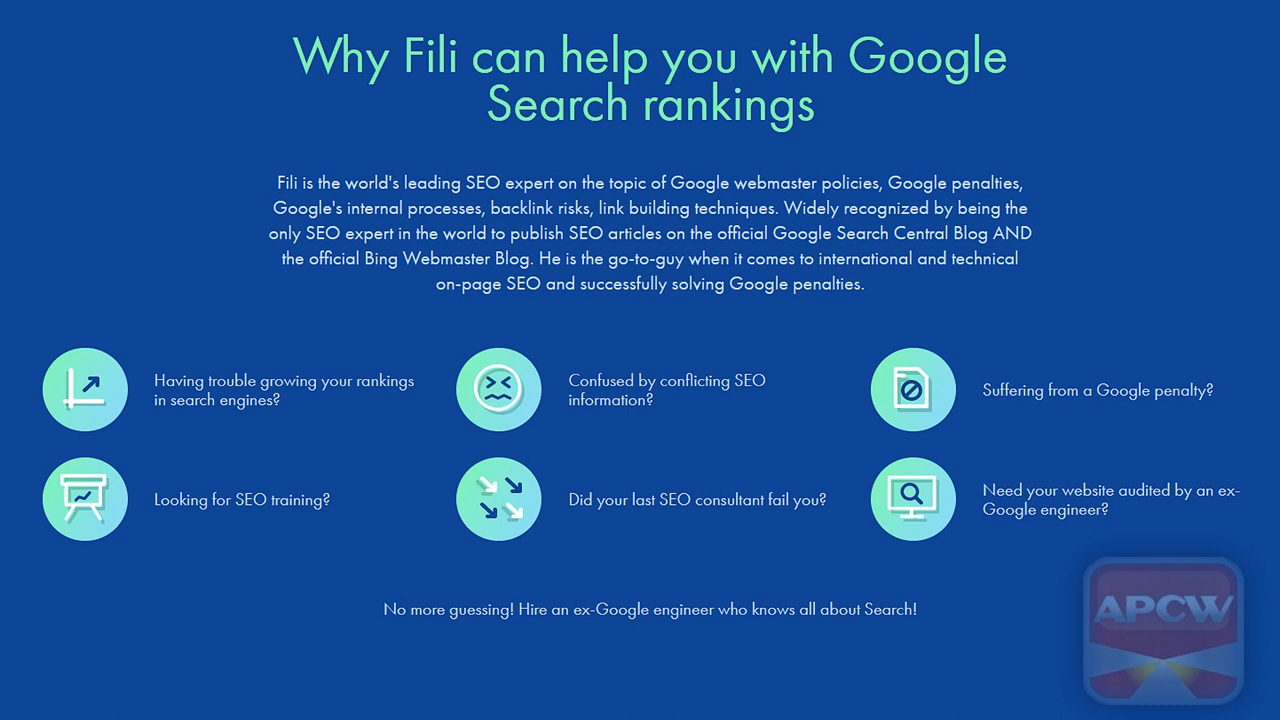 Why Fili can help you with Google
Search rankings
Fili is the world's leading SEO expert on the topic of Google webmaster policies, Google penalties,
Google's internal processes, backlink risks, link building techniques. Widely recognized by being the
only SEO expert in the world to publish SEO articles on the official Google Search Central Blog AND
the official Bing Webmaster Blog. He is the go-to-guy when it comes to international and technical
on-page SEO and successfully solving Google penalties.
Having trouble growing your rankings
in search engines?
Confused by conflicting SEO
information?
Suffering from a Google penalty?
Looking for SEO training?
Did your last SEO consultant fail you?
Need your website audited by an ex-
Google engineer?
No more guessing! Hire an ex-Google engineer who knows all about Search!
APCW